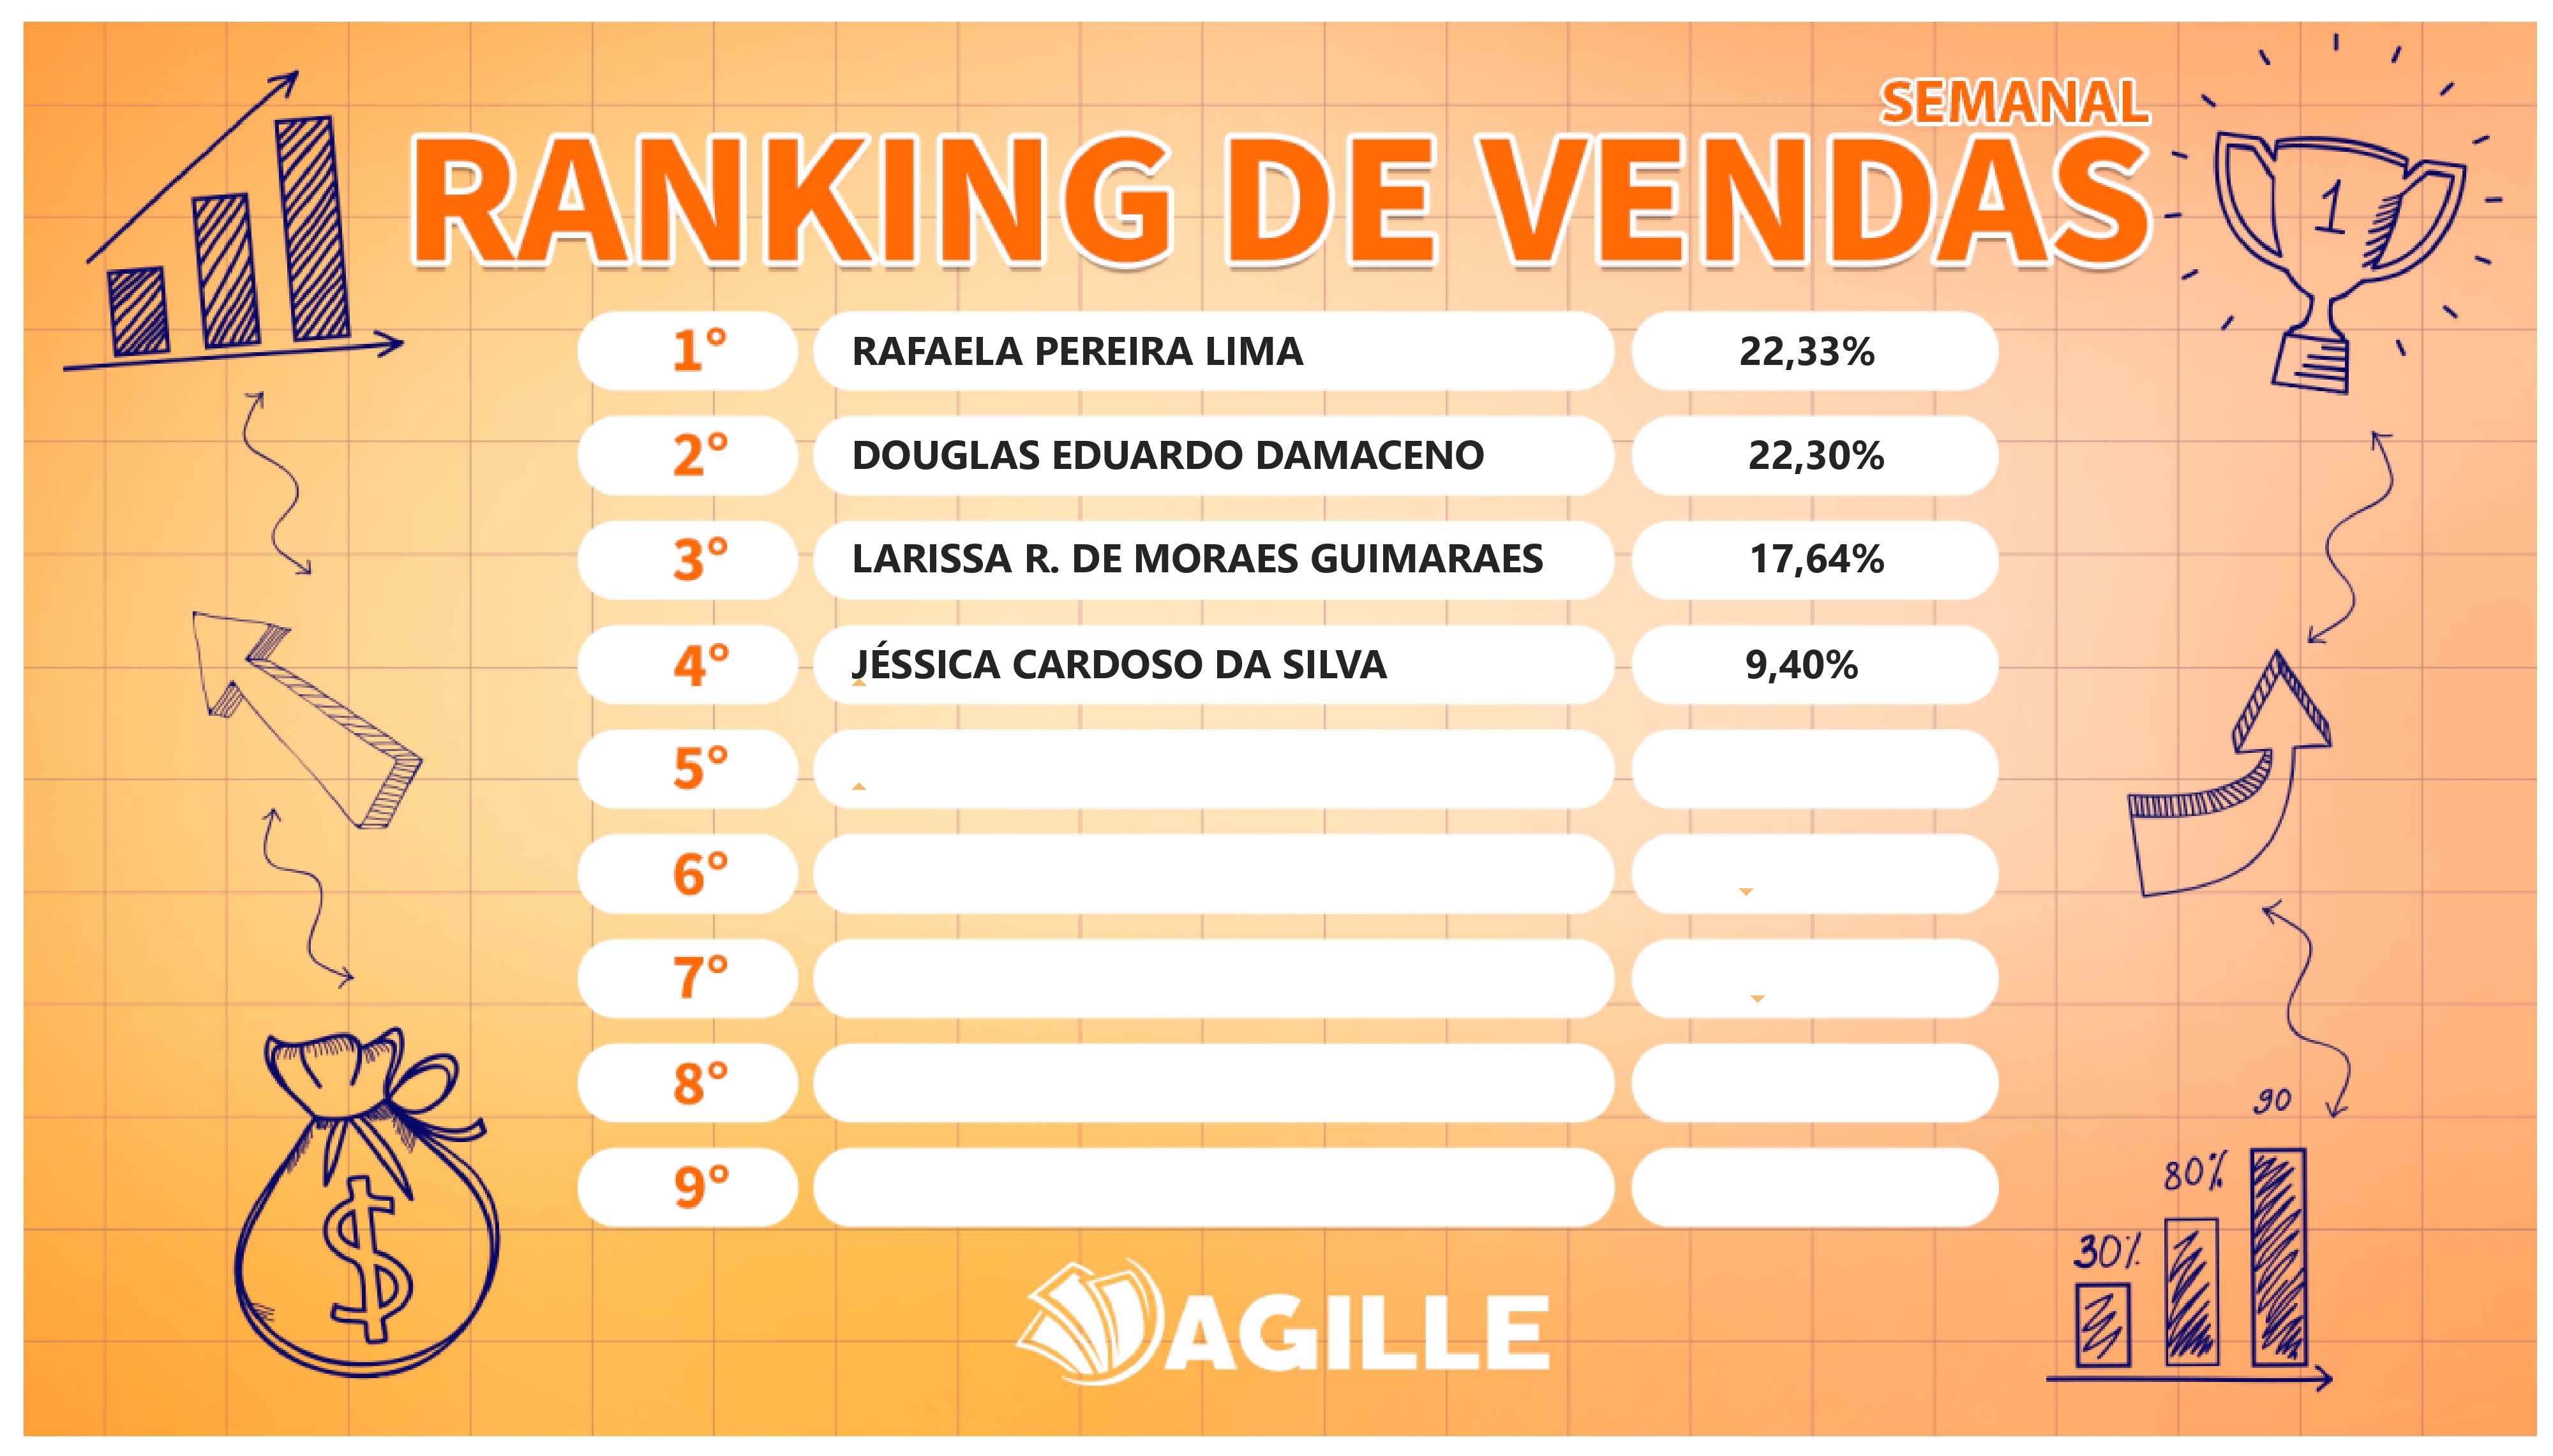 SEMANAL
RANKING DE VENDAS
1
1° RAFAELA PEREIRA LIMA 22,33%
2° DOUGLAS EDUARDO DAMACENO 22,30%
3° LARISSA R. DE MORAES GUIMARAES 17,64%
4° JÉSSICA CARDOSO DA SILVA 9,40%
5°
6°
7°
8°
9°
$
90
80%
30%
AGILLE